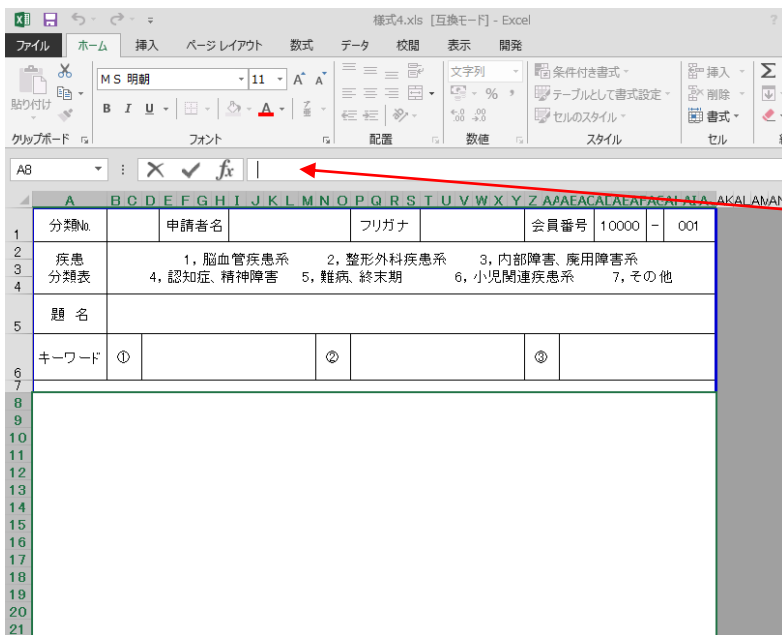 様式4.xls [互換モード] - Excel ?
ファイル ホーム 挿入 ページレイアウト 数式 データ 校閲 表示 開発
貼り付け
MS 明朝 11 A A
B I U A
文字列
% ,
条件付き書式
テーブルとして書式設定
セルのスタイル
挿入
削除
書式
Σ
クリップボード フォント 配置 数値 スタイル セル
A8 fx
A B C D E F G H I J K L M N O P Q R S T U V W X Y Z
1 分類No. 申請者名 フリガナ 会員番号 10000 - 001
2
3
4
疾患
分類表
1,脳血管疾患系 2,整形外科疾患系 3,内部障害、廃用障害系
4,認知症、精神障害 5,難病、終末期 6,小児関連疾患系 7,その他
5 題 名
6 キーワード ① ② ③
7
8
9
10
11
12
13
14
15
16
17
18
19
20
21